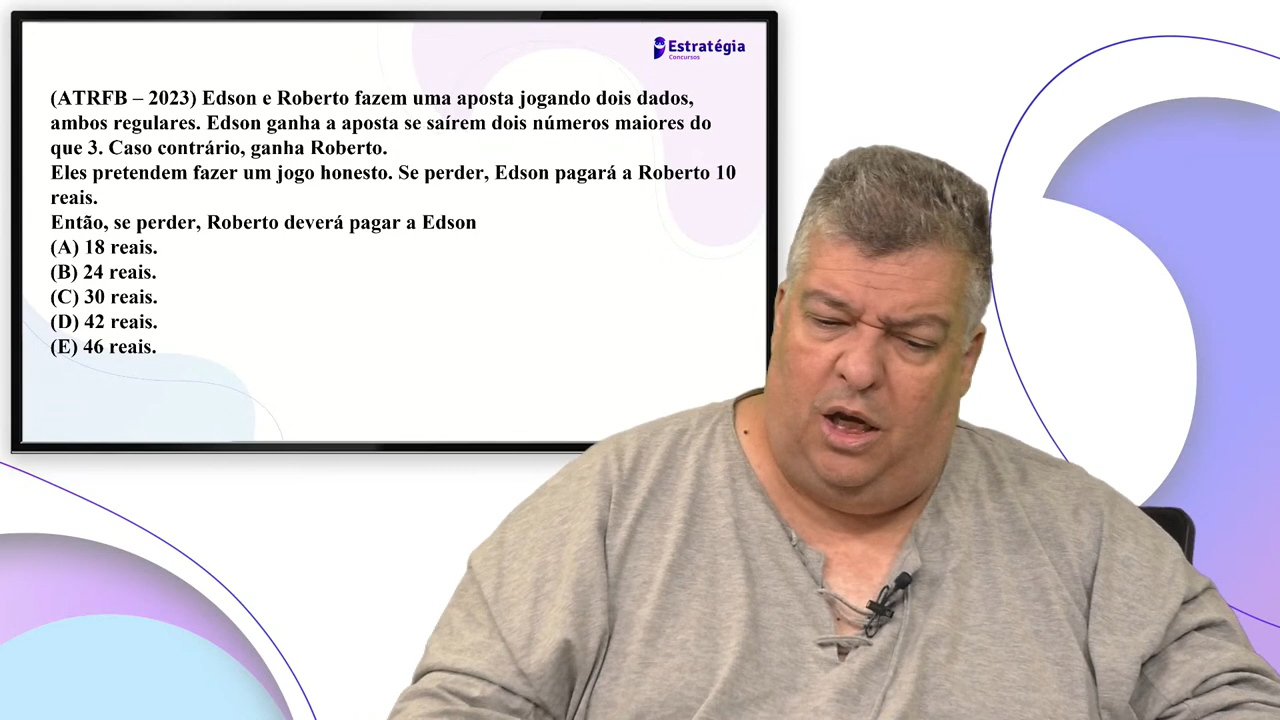 Estratégia
Concursos
(ATRFB – 2023) Edson e Roberto fazem uma aposta jogando dois dados,
ambos regulares. Edson ganha a aposta se saírem dois números maiores do
que 3. Caso contrário, ganha Roberto.
Eles pretendem fazer um jogo honesto. Se perder, Edson pagará a Roberto 10
reais.
Então, se perder, Roberto deverá pagar a Edson
(A) 18 reais.
(B) 24 reais.
(C) 30 reais.
(D) 42 reais.
(E) 46 reais.